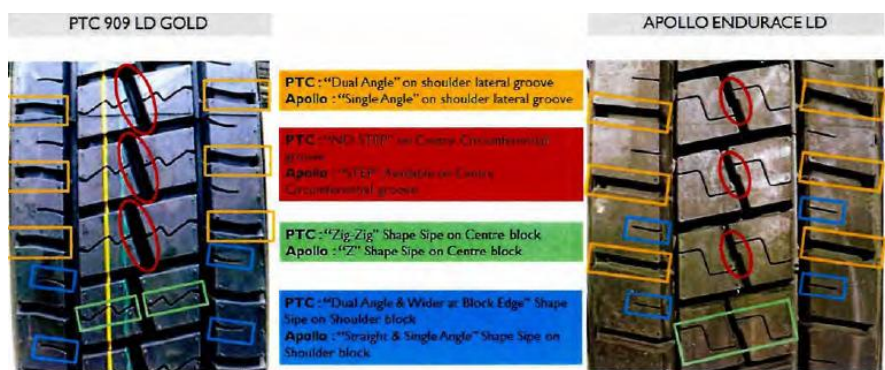 PTC 909 LD GOLD
APOLLO ENDURACE LD
PTC : "Dual Angle" on shoulder lateral groove
Apollo : "Single Angle" on shoulder lateral groove
PTC : "NO STEP" on Centre Circumferential
groove
Apollo : "STEP" Available on Centre
Circumferential groove
PTC : "Zig-Zig" Shape Sipe on Centre block
Apollo : "Z" Shape Sipe on Centre block
PTC : "Dual Angle & Wider at Block Edge" Shape
Sipe on Shoulder block
Apollo : "Straight & Single Angle" Shape Sipe on
Shoulder block